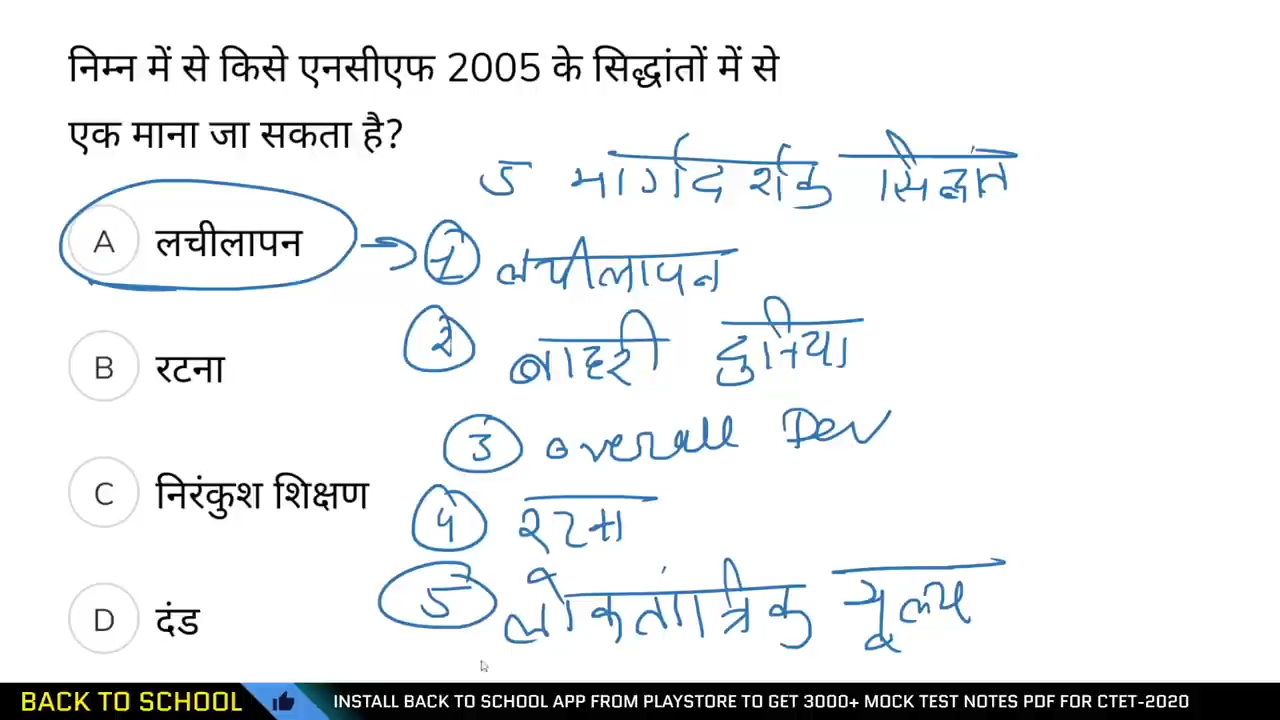 निम्न में से किसे एनसीएफ 2005 के सिद्धांतों में से
एक माना जा सकता है?
5 मार्गदर्शक सिद्धांत
A लचीलापन
1 लचीलापन
2 बाहरी दुनिया
B रटना
3 overall Dev
C निरंकुश शिक्षण
4 रटना
5 लोकतांत्रिक मूल्य
D दंड
BACK TO SCHOOL
INSTALL BACK TO SCHOOL APP FROM PLAYSTORE TO GET 3000+ MOCK TEST NOTES PDF FOR CTET-2020